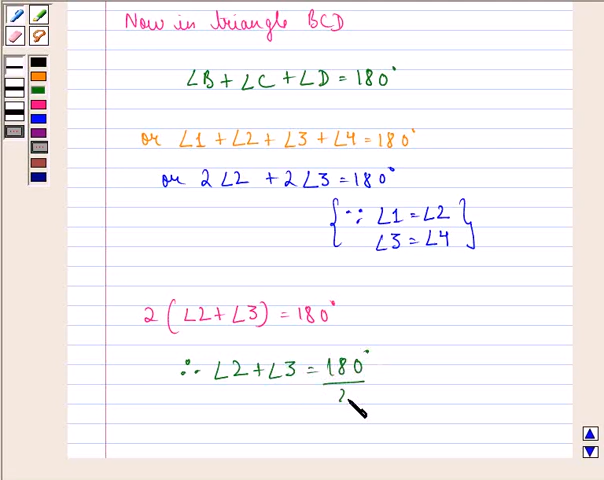 Now in triangle BCD
∠B + ∠C + ∠D = 180°
or ∠1 + ∠2 + ∠3 + ∠4 = 180°
or 2∠2 + 2∠3 = 180°
{∵ ∠1 = ∠2
∠3 = ∠4}
2(∠2 + ∠3) = 180°
∴ ∠2 + ∠3 = 180°
2